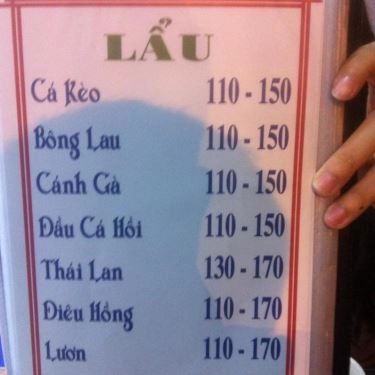 LẨU
Cá Kèo 110 - 150
Bông Lau 110 - 150
Cánh Gà 110 - 150
Đầu Cá Hồi 110 - 150
Thái Lan 130 - 170
Điêu Hồng 110 - 170
Lươn 110 - 170